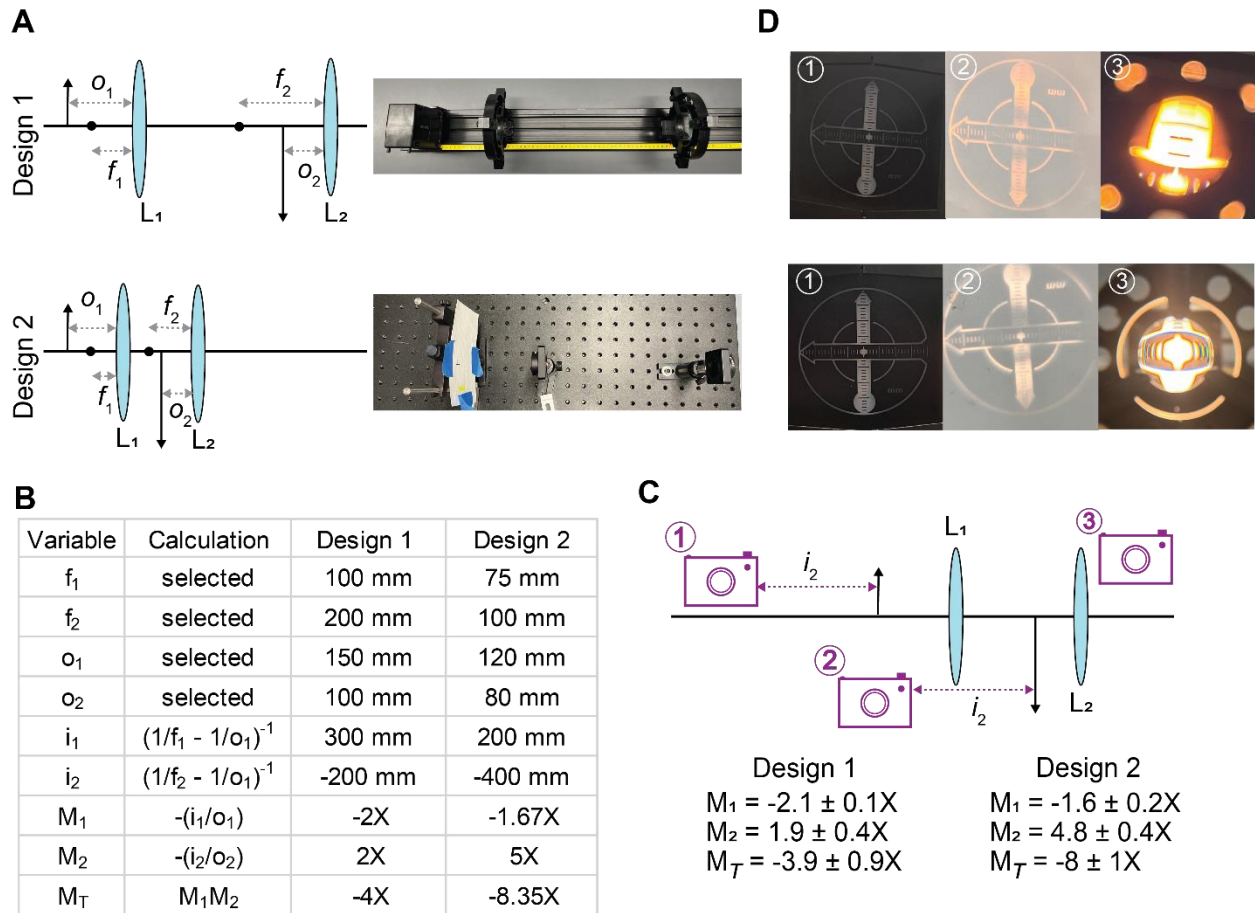 A
Design 1
o1
f2
f1
o2
L1
L2
Design 2
o1
f2
f1
o2
L1
L2
D
1
2
3
mm
1
2
3
mm
B
Variable Calculation Design 1 Design 2
f1 selected 100 mm 75 mm
f2 selected 200 mm 100 mm
o1 selected 150 mm 120 mm
o2 selected 100 mm 80 mm
i1 (1/f1 - 1/o1)-1 300 mm 200 mm
i2 (1/f2 - 1/o1)-1 -200 mm -400 mm
M1 -(i1/o1) -2X -1.67X
M2 -(i2/o2) 2X 5X
MT M1M2 -4X -8.35X
C
1
i2
L1
3
2
i2
L2
Design 1
M1 = -2.1 ± 0.1X
M2 = 1.9 ± 0.4X
MT = -3.9 ± 0.9X
Design 2
M1 = -1.6 ± 0.2X
M2 = 4.8 ± 0.4X
MT = -8 ± 1X